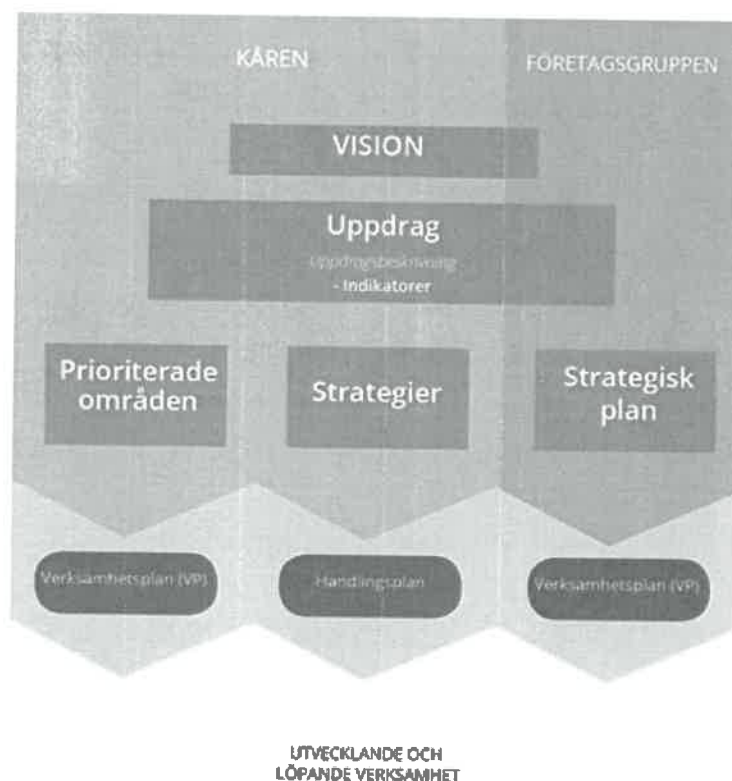 KÅREN
FÖRETAGSGRUPPEN
VISION
Uppdrag
Uppdragsbeskrivning
- Indikatorer
Prioriterade
områden
Strategier
Strategisk
plan
Verksamhetsplan (VP)
Handlingsplan
Verksamhetsplan (VP)
UTVECKLANDE OCH
LÖPANDE VERKSAMHET